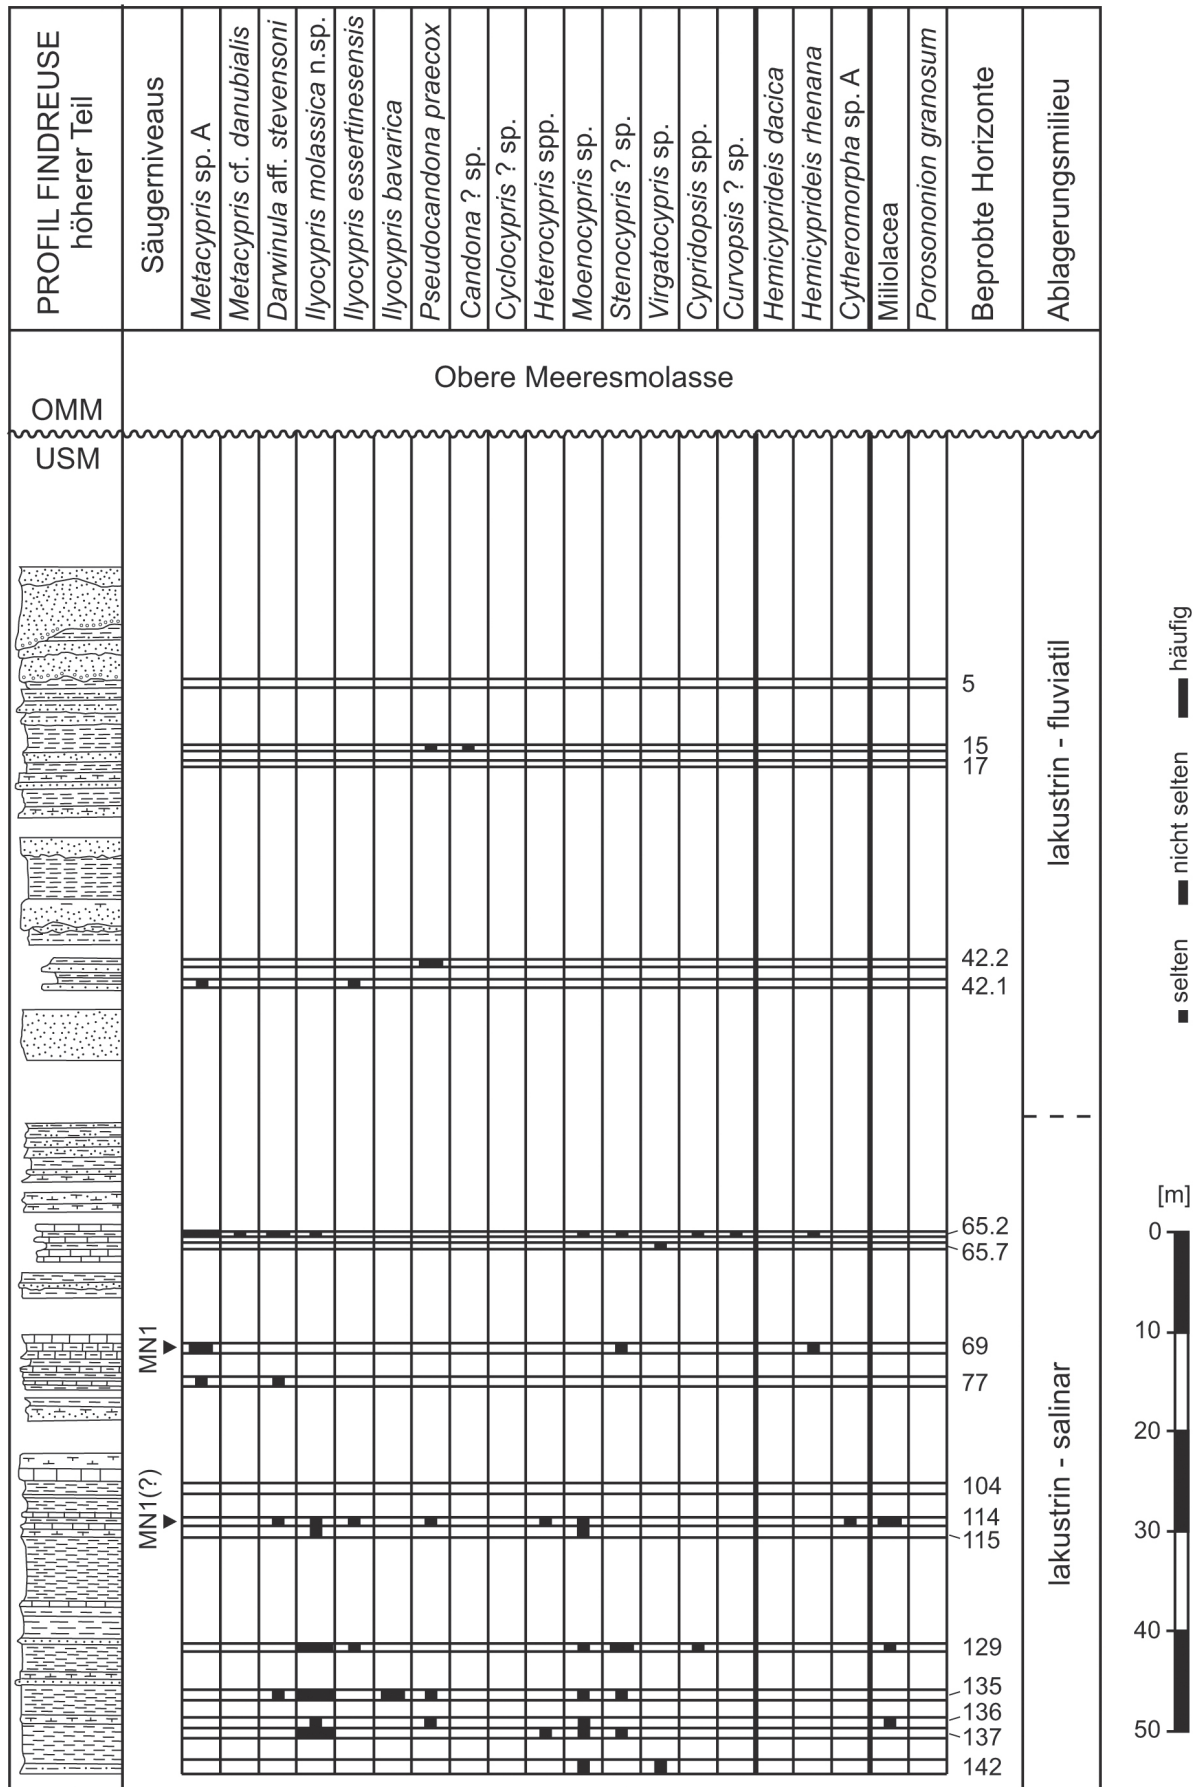 PROFIL FINDREUSE
höherer Teil
Säugerniveaus
Metacypris sp. A
Metacypris cf. danubialis
Darwinula aff. stevensoni
Ilyocypris molassica n.sp.
Ilyocypris essertinesensis
Ilyocypris bavarica
Pseudocandona praecox
Candona ? sp.
Cyclocypris ? sp.
Heterocypris spp.
Moenocypris sp.
Stenocypris ? sp.
Virgatocypris sp.
Cypridopsis spp.
Curvopsis ? sp.
Hemicyprideis dacica
Hemicyprideis rhenana
Cytheromorpha sp. A
Miliolacea
Porosononion granosum
Beprobte Horizonte
Ablagerungsmilieu
Obere Meeresmolasse
OMM
USM
5
15
17
42.2
42.1
65.2
65.7
69
77
104
114
115
129
135
136
137
142
MN1
MN1(?)
lakustrin - fluviatil
lakustrin - salinar
häufig
nicht selten
selten
[m]
0
10
20
30
40
50